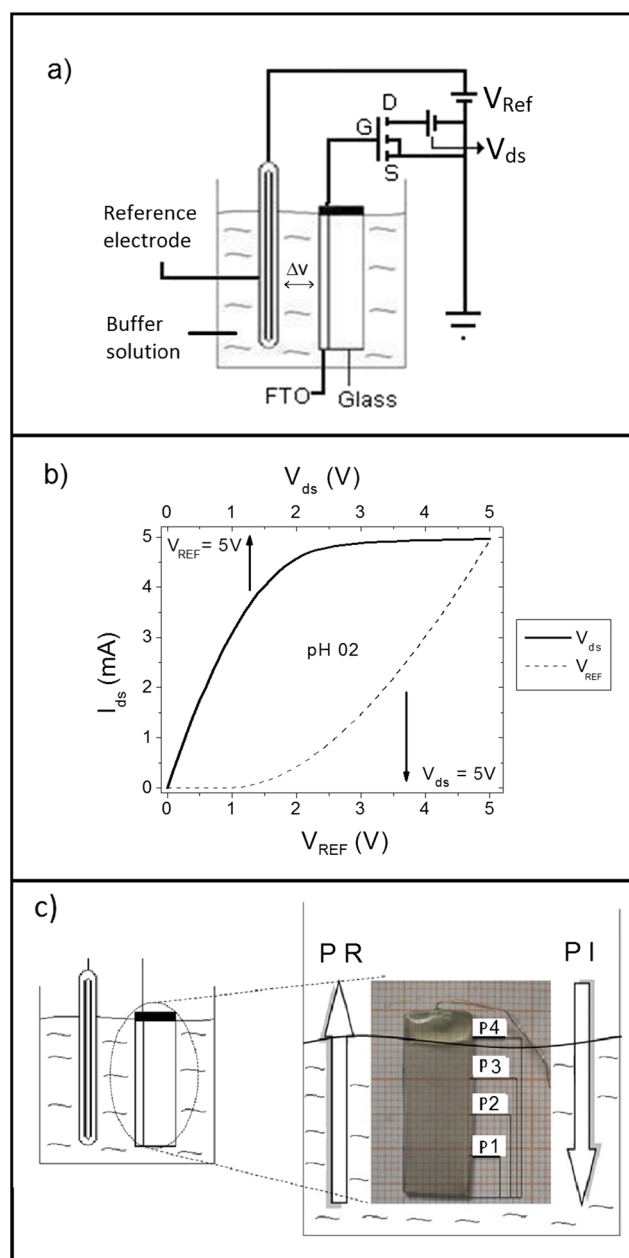 a)
V_Ref
D
G
V_ds
S
Reference
electrode
Δv
Buffer
solution
FTO
Glass
b)
V_ds (V)
0 1 2 3 4 5
V_REF = 5V
5
4
3
2
1
0
I_ds (mA)
pH 02
V_ds
V_REF
V_ds = 5V
0 1 2 3 4 5
V_REF (V)
c)
PR
PI
P4
P3
P2
P1